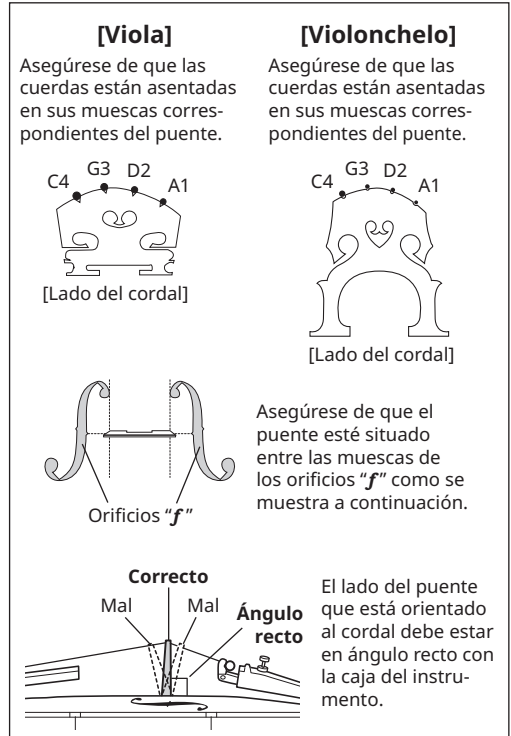 [Viola]
Asegúrese de que las
cuerdas están asentadas
en sus muescas corres-
pondientes del puente.
C4 G3 D2 A1
[Lado del cordal]
[Violonchelo]
Asegúrese de que las
cuerdas están asentadas
en sus muescas corres-
pondientes del puente.
C4 G3 D2 A1
[Lado del cordal]
Orificios “f”
Asegúrese de que el
puente esté situado
entre las muescas de
los orificios “f” como se
muestra a continuación.
Correcto
Mal Mal
Ángulo
recto
El lado del puente
que está orientado
al cordal debe estar
en ángulo recto con
la caja del instru-
mento.